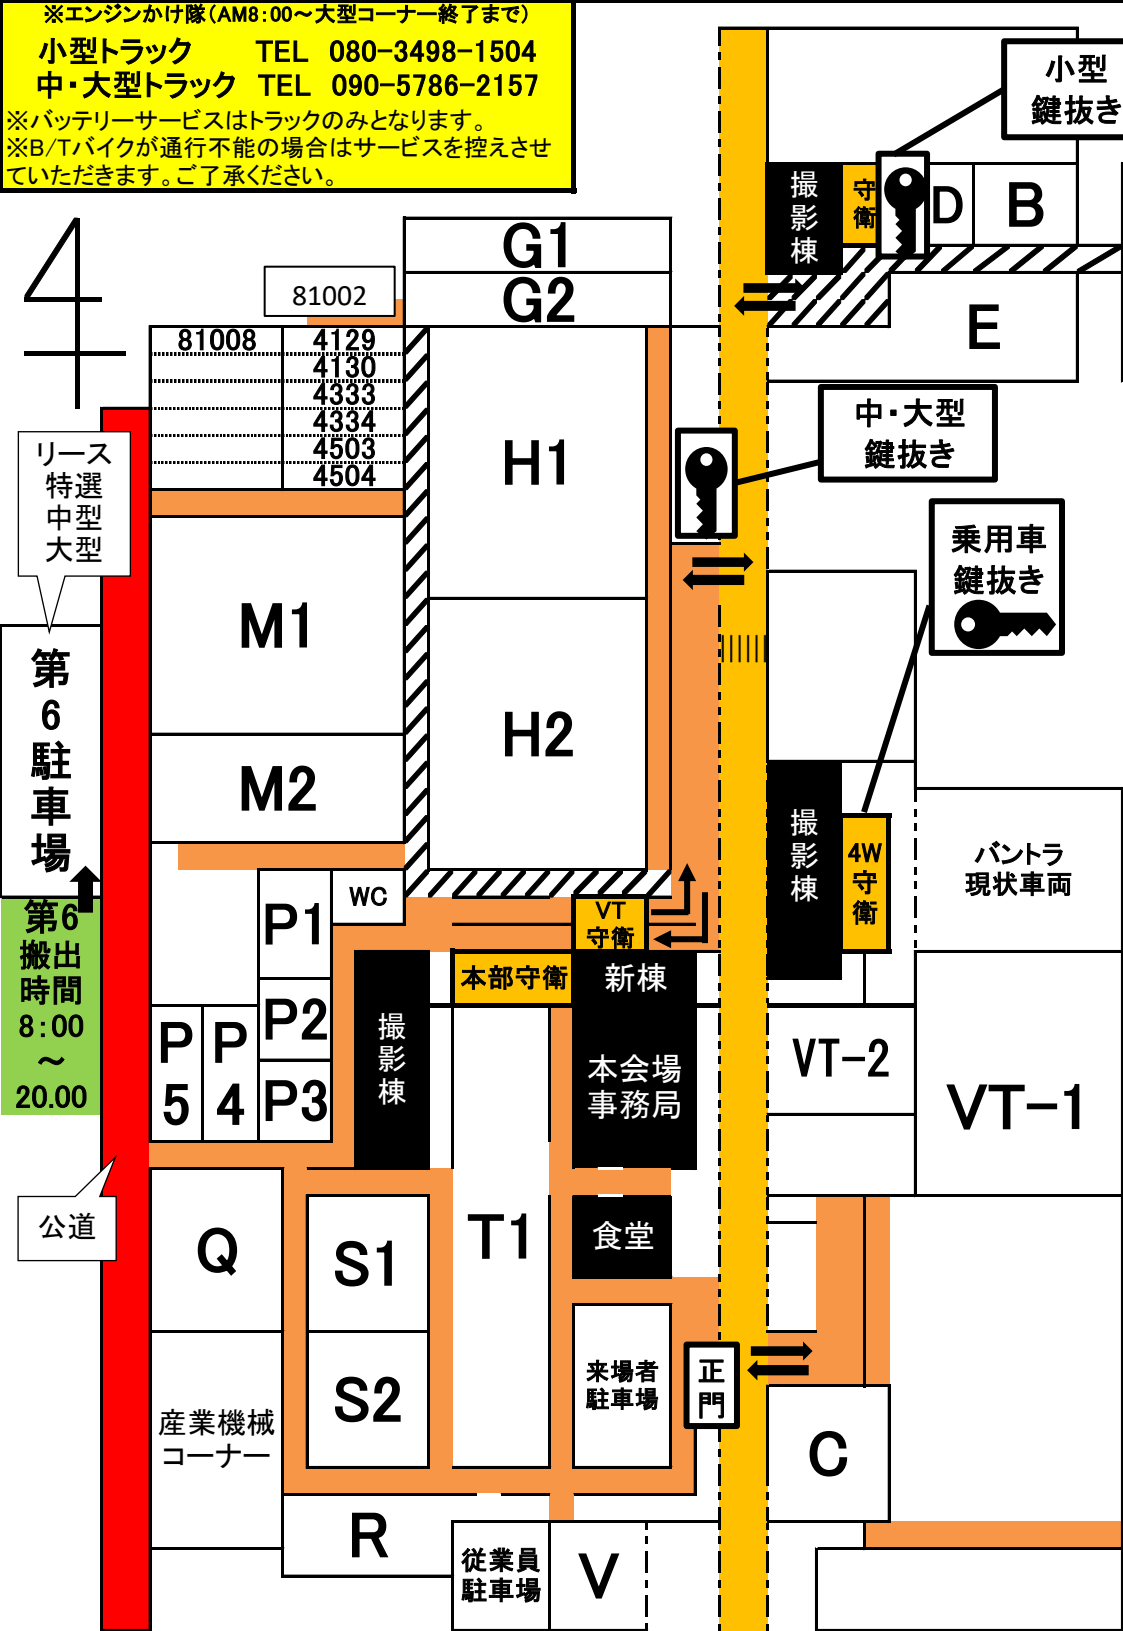 ※エンジンかけ隊(AM8:00～大型コーナー終了まで)
小型トラック TEL 080-3498-1504
中・大型トラック TEL 090-5786-2157
※バッテリーサービスはトラックのみとなります。
※B/Tバイクが通行不能の場合はサービスを控えさせ
ていただきます。ご了承ください。
小型
鍵抜き
撮影棟
守衛
D
B
G1
G2
E
81002
81008 4129
4130
4333
4334
4503
4504
H1
中・大型
鍵抜き
リース
特選
中型
大型
乗用車
鍵抜き
M1
第6駐車場
H2
M2
撮影棟
4W
守衛
バントラ
現状車両
WC
P1
VT
守衛
第6
搬出
時間
8:00
～
20.00
本部守衛
新棟
P2
P5
P4
P3
撮影棟
本会場
事務局
VT-2
VT-1
公道
Q
S1
T1
食堂
S2
来場者
駐車場
正門
産業機械
コーナー
C
R
従業員
駐車場
V